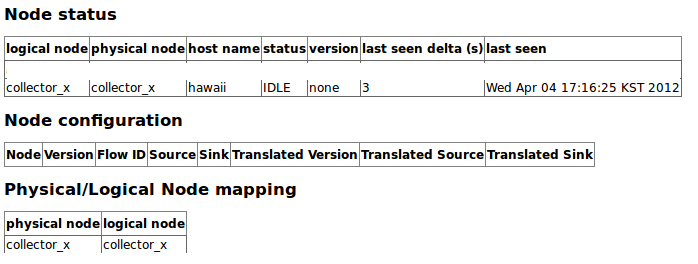 Node status
logical node physical node host name status version last seen delta (s) last seen
collector_x collector_x hawaii IDLE none 3 Wed Apr 04 17:16:25 KST 2012
Node configuration
Node Version Flow ID Source Sink Translated Version Translated Source Translated Sink
Physical/Logical Node mapping
physical node logical node
collector_x collector_x